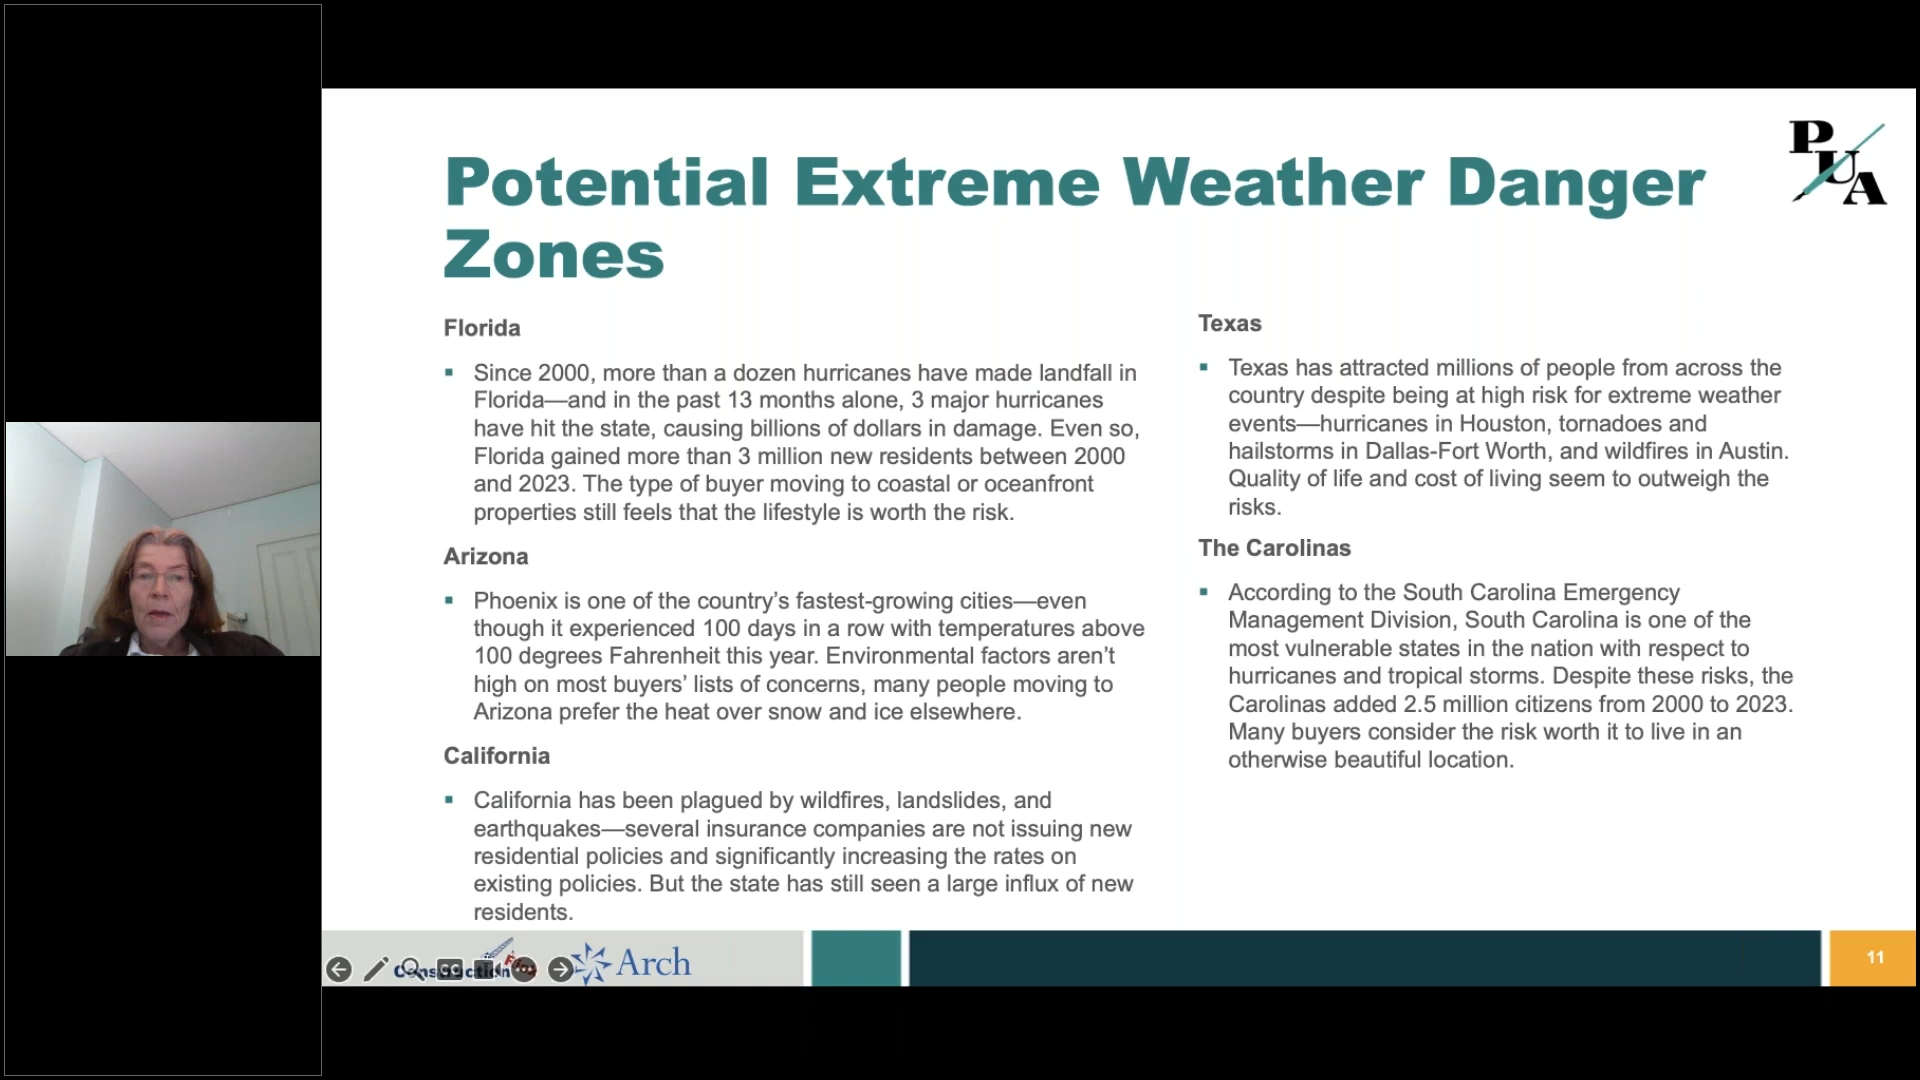 Potential Extreme Weather Danger
Zones
P
U
A
Florida
▪ Since 2000, more than a dozen hurricanes have made landfall in
Florida—and in the past 13 months alone, 3 major hurricanes
have hit the state, causing billions of dollars in damage. Even so,
Florida gained more than 3 million new residents between 2000
and 2023. The type of buyer moving to coastal or oceanfront
properties still feels that the lifestyle is worth the risk.
Arizona
▪ Phoenix is one of the country’s fastest-growing cities—even
though it experienced 100 days in a row with temperatures above
100 degrees Fahrenheit this year. Environmental factors aren’t
high on most buyers’ lists of concerns, many people moving to
Arizona prefer the heat over snow and ice elsewhere.
California
▪ California has been plagued by wildfires, landslides, and
earthquakes—several insurance companies are not issuing new
residential policies and significantly increasing the rates on
existing policies. But the state has still seen a large influx of new
residents.
Texas
▪ Texas has attracted millions of people from across the
country despite being at high risk for extreme weather
events—hurricanes in Houston, tornadoes and
hailstorms in Dallas-Fort Worth, and wildfires in Austin.
Quality of life and cost of living seem to outweigh the
risks.
The Carolinas
▪ According to the South Carolina Emergency
Management Division, South Carolina is one of the
most vulnerable states in the nation with respect to
hurricanes and tropical storms. Despite these risks, the
Carolinas added 2.5 million citizens from 2000 to 2023.
Many buyers consider the risk worth it to live in an
otherwise beautiful location.
Construction
Arch
11